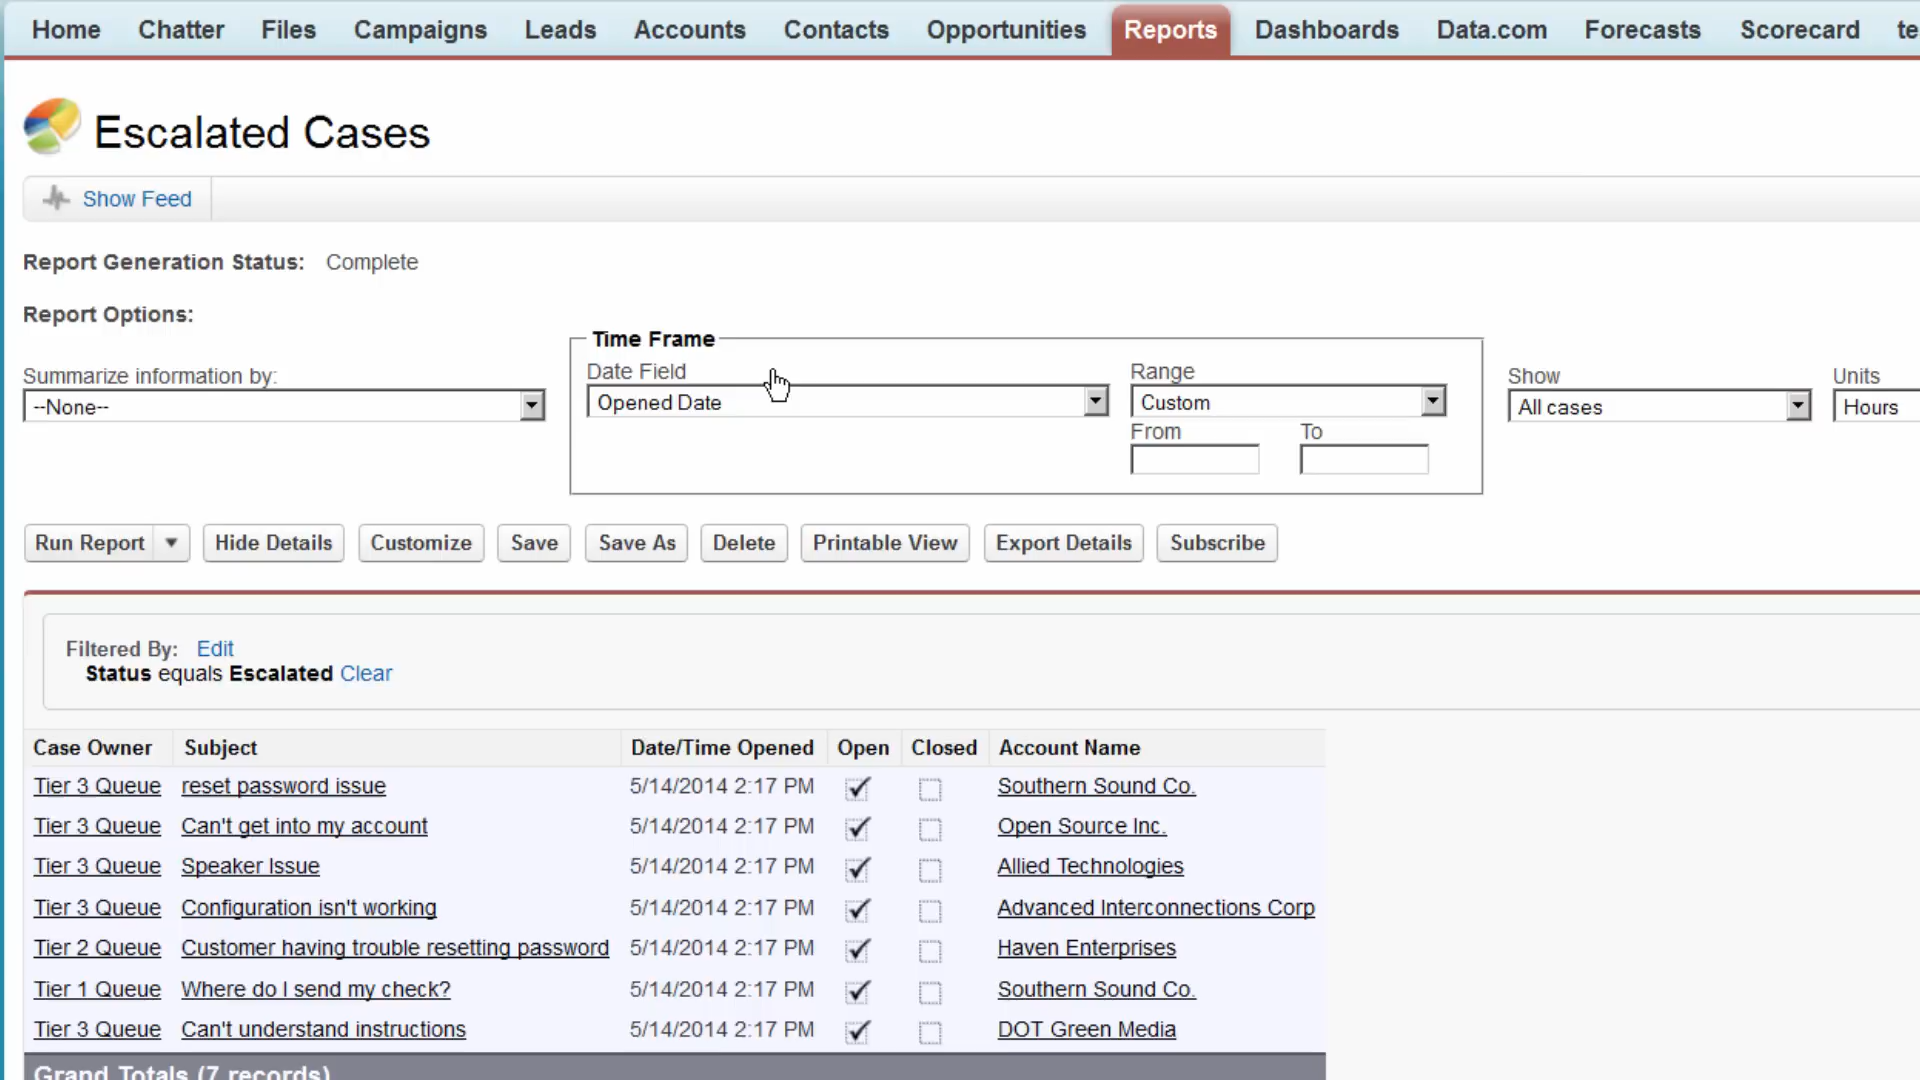 Home Chatter Files Campaigns Leads Accounts Contacts Opportunities Reports Dashboards Data.com Forecasts Scorecard
Escalated Cases
Show Feed
Report Generation Status: Complete
Report Options:
Time Frame
Summarize information by: Date Field Range Show Units
--None-- Opened Date Custom All cases Hours
From To
Run Report Hide Details Customize Save Save As Delete Printable View Export Details Subscribe
Filtered By: Edit
Status equals Escalated Clear
Case Owner Subject Date/Time Opened Open Closed Account Name
Tier 3 Queue reset password issue 5/14/2014 2:17 PM Southern Sound Co.
Tier 3 Queue Can't get into my account 5/14/2014 2:17 PM Open Source Inc.
Tier 3 Queue Speaker Issue 5/14/2014 2:17 PM Allied Technologies
Tier 3 Queue Configuration isn't working 5/14/2014 2:17 PM Advanced Interconnections Corp
Tier 2 Queue Customer having trouble resetting password 5/14/2014 2:17 PM Haven Enterprises
Tier 1 Queue Where do I send my check? 5/14/2014 2:17 PM Southern Sound Co.
Tier 3 Queue Can't understand instructions 5/14/2014 2:17 PM DOT Green Media
Grand Totals (7 records)